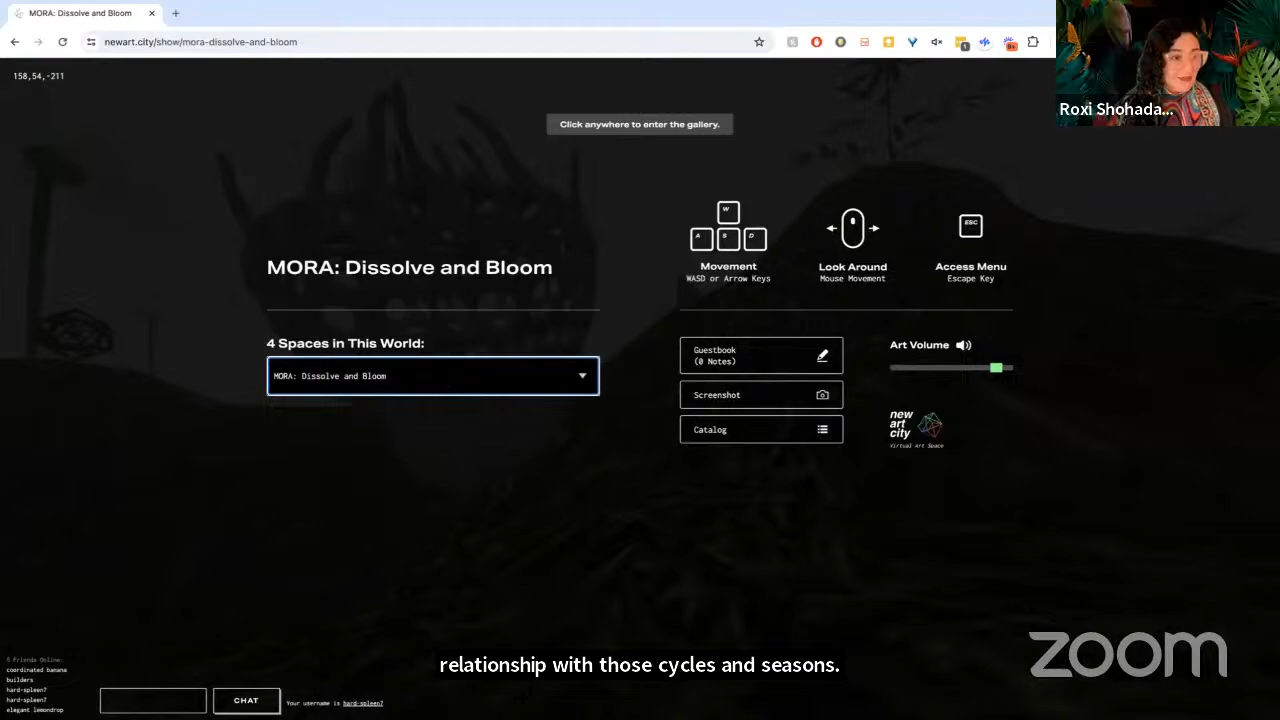 MORA: Dissolve and Bloom
newart.city/show/mora-dissolve-and-bloom
1
9+
158,54,-211
Roxi Shohada...
Click anywhere to enter the gallery.
W
A
S
D
ESC
Movement
WASD or Arrow Keys
Look Around
Mouse Movement
Access Menu
Escape Key
MORA: Dissolve and Bloom
4 Spaces in This World:
MORA: Dissolve and Bloom
Guestbook
(0 Notes)
Screenshot
Catalog
Art Volume
new
art
city
Virtual Art Space
Friends Online:
coordinated banana
builders
hard-spleen7
hard-spleen7
elegant lemondrop
CHAT
Your username is hard-spleen7
relationship with those cycles and seasons.
zoom